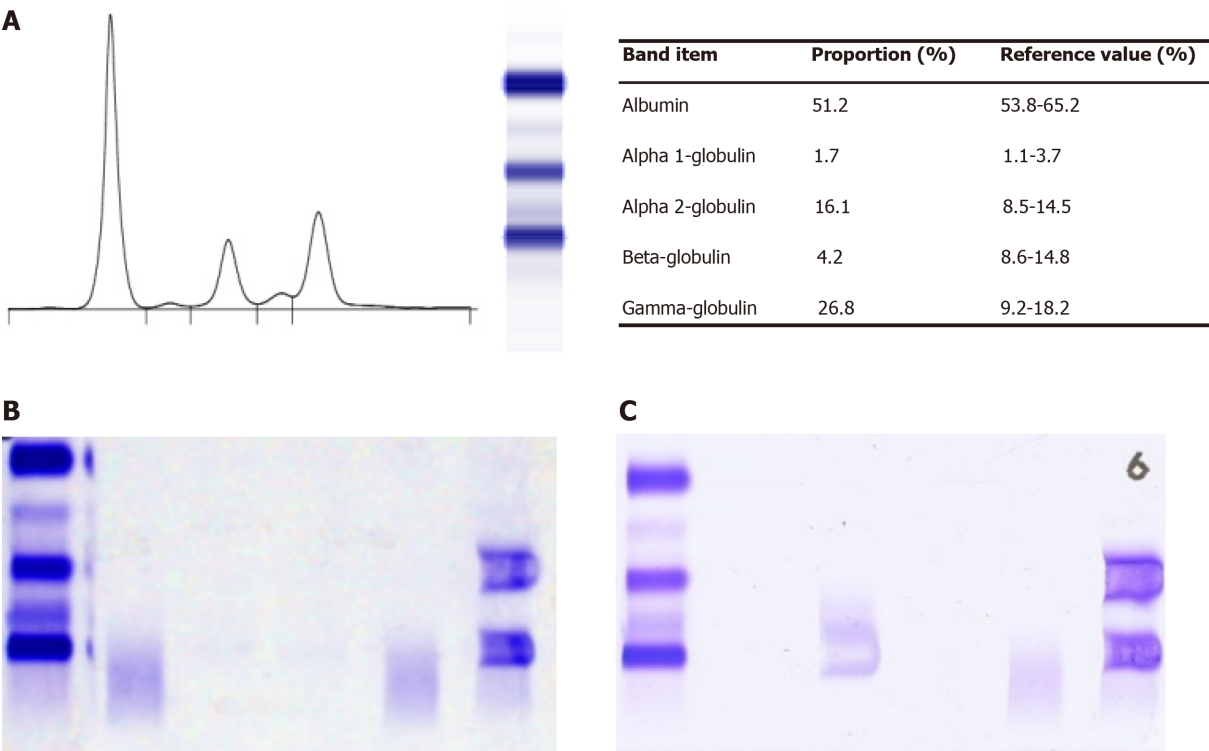 A
Band item Proportion (%) Reference value (%)
Albumin 51.2 53.8-65.2
Alpha 1-globulin 1.7 1.1-3.7
Alpha 2-globulin 16.1 8.5-14.5
Beta-globulin 4.2 8.6-14.8
Gamma-globulin 26.8 9.2-18.2
B
C
6